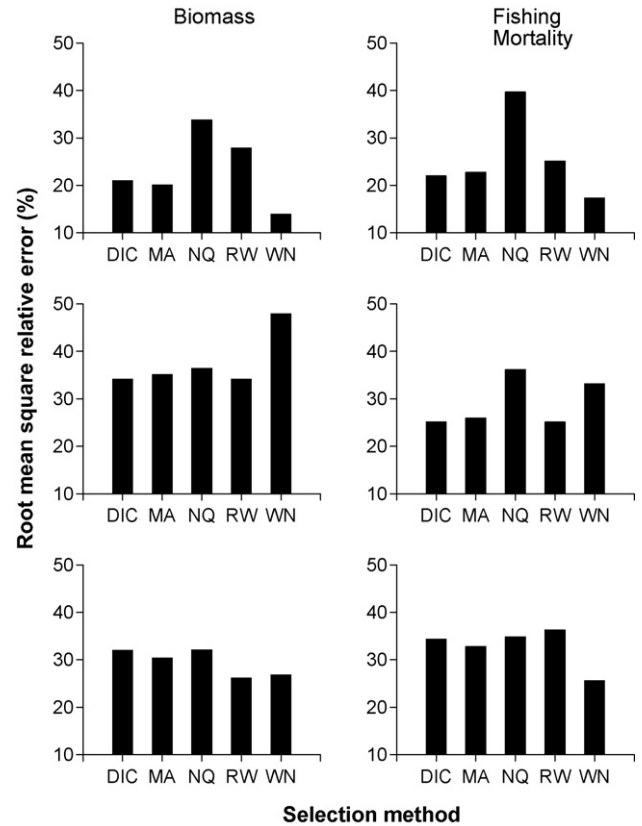 Biomass
Fishing
Mortality
Root mean square relative error (%)
50
40
30
20
10
DIC MA NQ RW WN
50
40
30
20
10
DIC MA NQ RW WN
50
40
30
20
10
DIC MA NQ RW WN
50
40
30
20
10
DIC MA NQ RW WN
50
40
30
20
10
DIC MA NQ RW WN
50
40
30
20
10
DIC MA NQ RW WN
Selection method